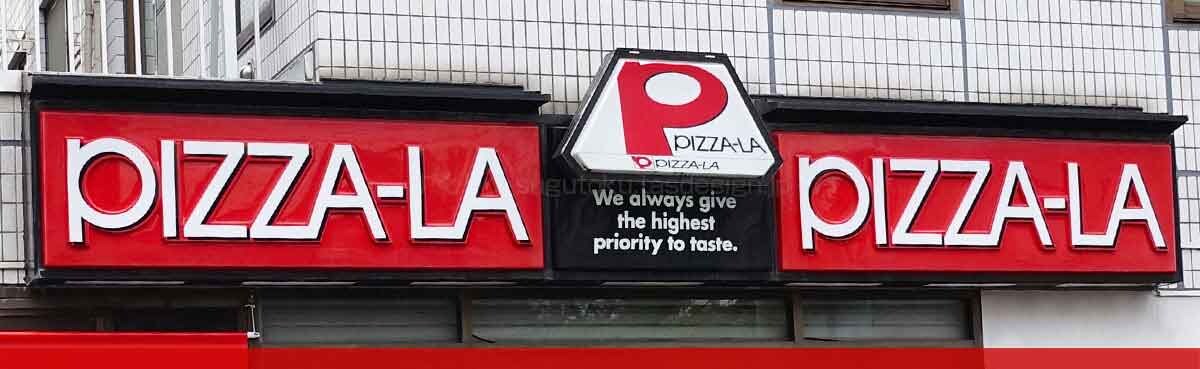 PIZZA-LA
P
PIZZA-LA
PIZZA-LA
We always give
the highest
priority to taste.
PIZZA-LA